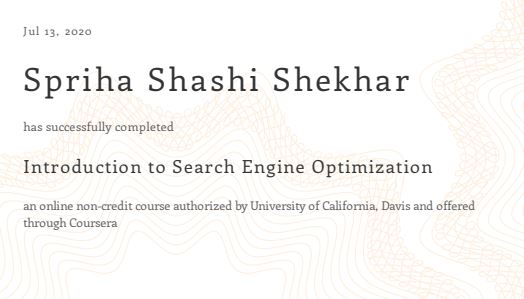 Jul 13, 2020
Spriha Shashi Shekhar
has successfully completed
Introduction to Search Engine Optimization
an online non-credit course authorized by University of California, Davis and offered
through Coursera